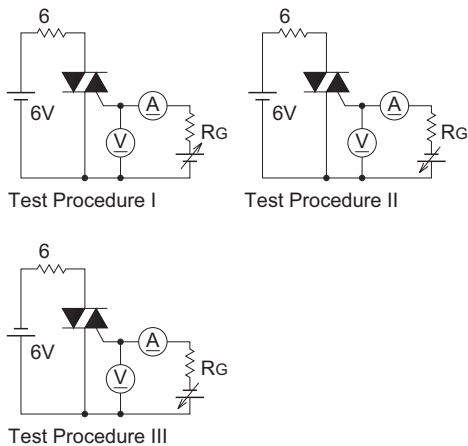 6
6V
A
V
RG
Test Procedure I
6
6V
A
V
RG
Test Procedure II
6
6V
A
V
RG
Test Procedure III